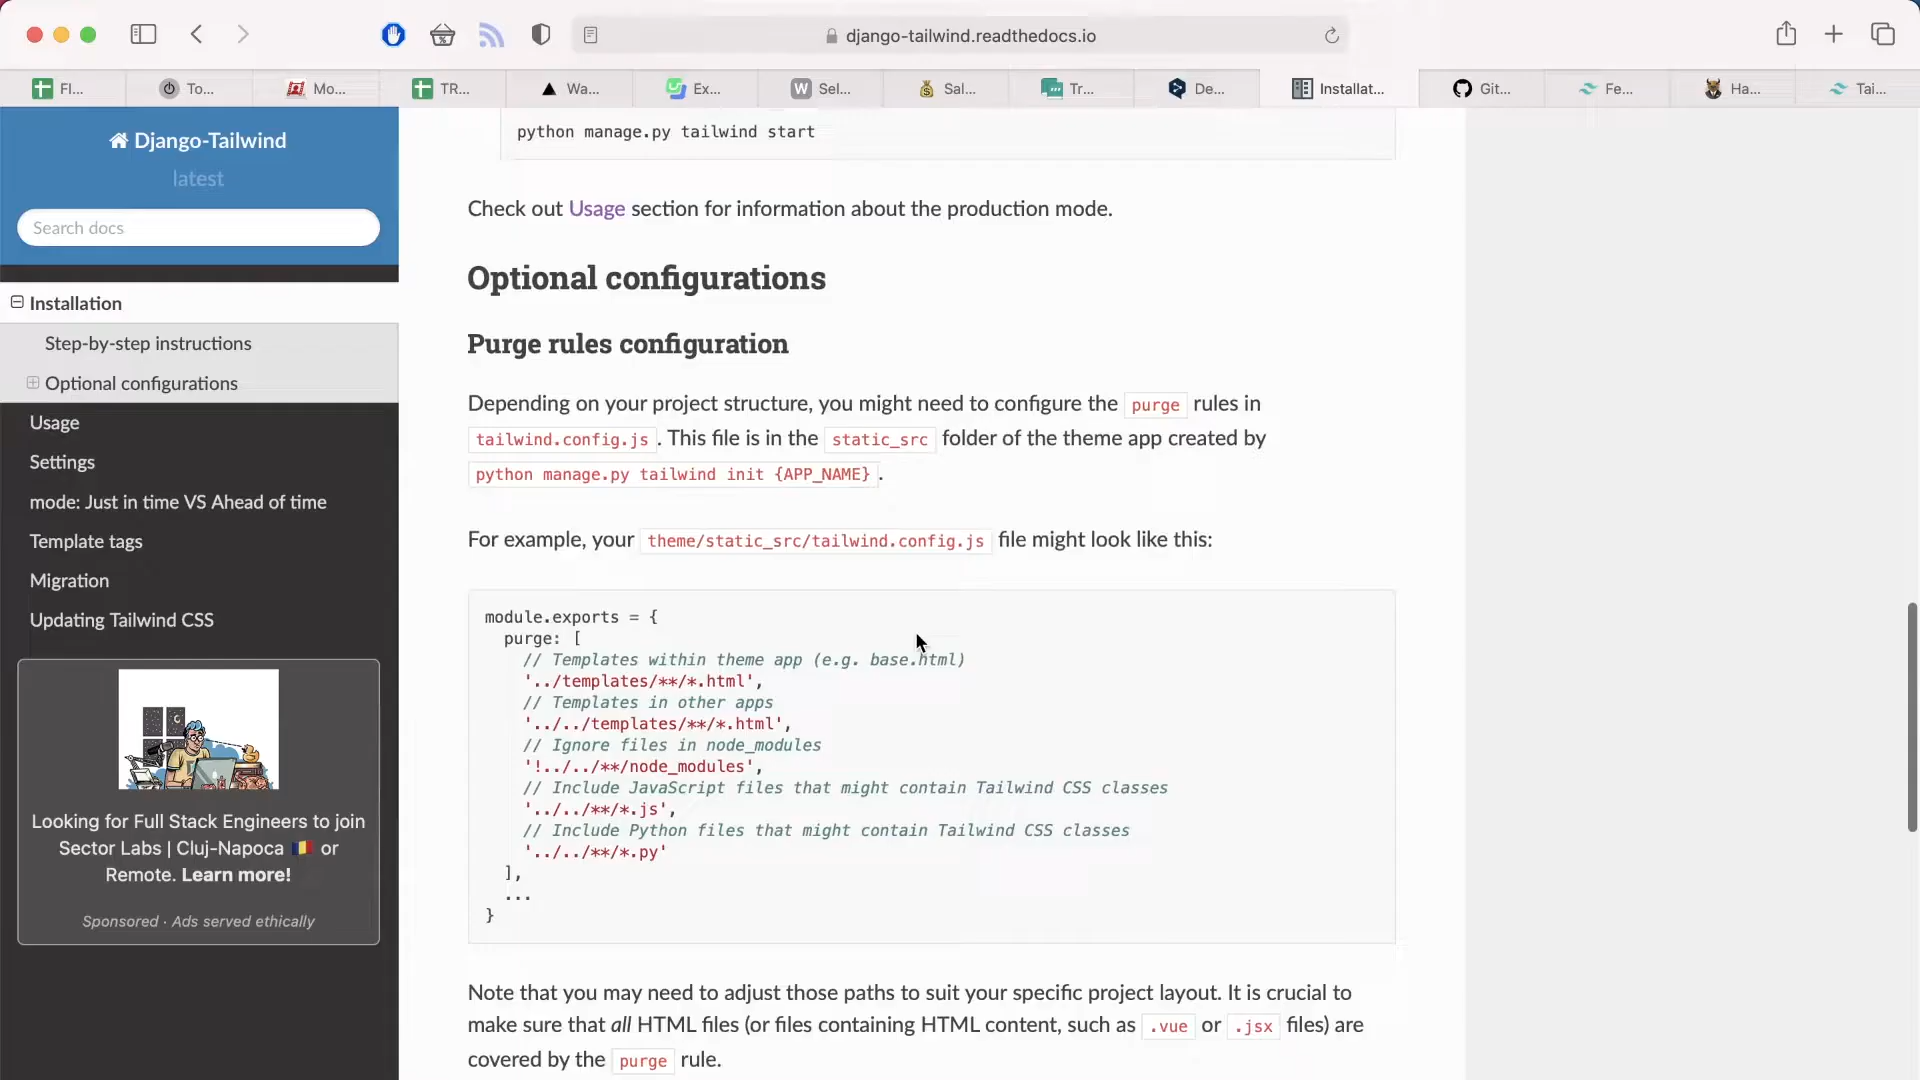 django-tailwind.readthedocs.io
Fl...
To...
Mo...
TR...
Wa...
Ex...
Sel...
Sal...
Tr...
De...
Installat...
Git...
Fe...
Ha...
Tai...
Django-Tailwind
latest
Search docs
Installation
Step-by-step instructions
Optional configurations
Usage
Settings
mode: Just in time VS Ahead of time
Template tags
Migration
Updating Tailwind CSS
Looking for Full Stack Engineers to join
Sector Labs | Cluj-Napoca 🇷🇴 or
Remote. Learn more!
Sponsored · Ads served ethically
python manage.py tailwind start
Check out Usage section for information about the production mode.
Optional configurations
Purge rules configuration
Depending on your project structure, you might need to configure the purge rules in
tailwind.config.js . This file is in the static_src folder of the theme app created by
python manage.py tailwind init {APP_NAME} .
For example, your theme/static_src/tailwind.config.js file might look like this:
module.exports = {
purge: [
// Templates within theme app (e.g. base.html)
'../templates/**/*.html',
// Templates in other apps
'../../templates/**/*.html',
// Ignore files in node_modules
'!../../**/node_modules',
// Include JavaScript files that might contain Tailwind CSS classes
'../../**/*.js',
// Include Python files that might contain Tailwind CSS classes
'../../**/*.py'
],
...
}
Note that you may need to adjust those paths to suit your specific project layout. It is crucial to
make sure that all HTML files (or files containing HTML content, such as .vue or .jsx files) are
covered by the purge rule.